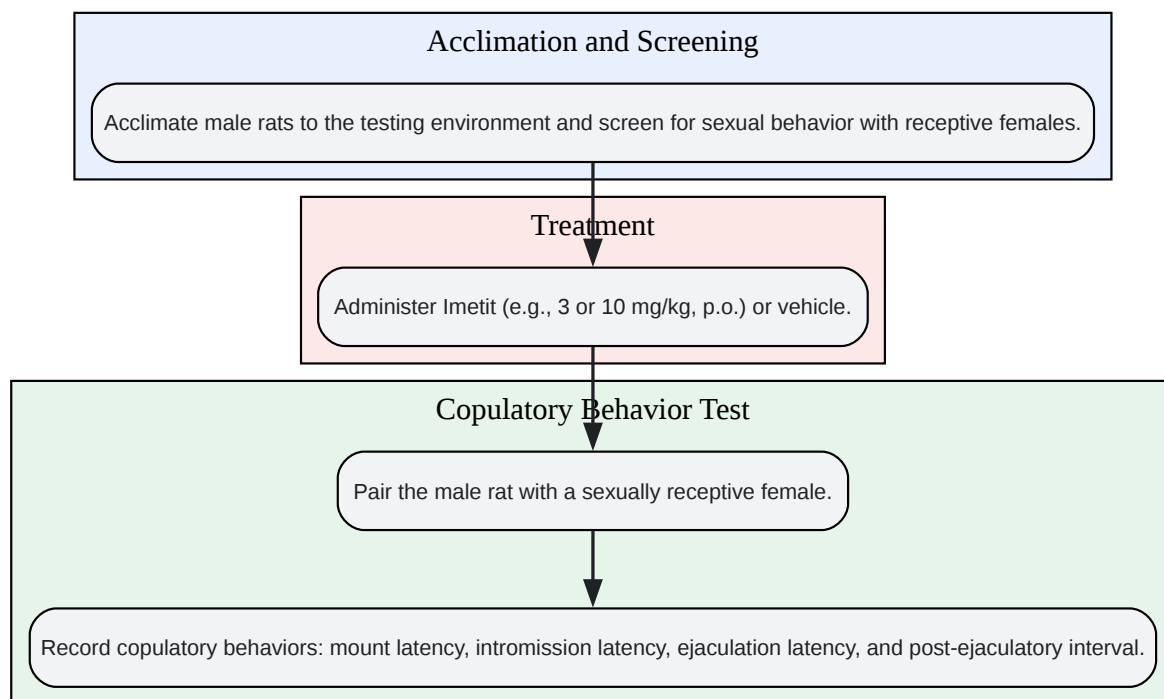 Acclimation and Screening
Acclimate male rats to the testing environment and screen for sexual behavior with receptive females.
Treatment
Administer Imetit (e.g., 3 or 10 mg/kg, p.o.) or vehicle.
Copulatory Behavior Test
Pair the male rat with a sexually receptive female.
Record copulatory behaviors: mount latency, intromission latency, ejaculation latency, and post-ejaculatory interval.